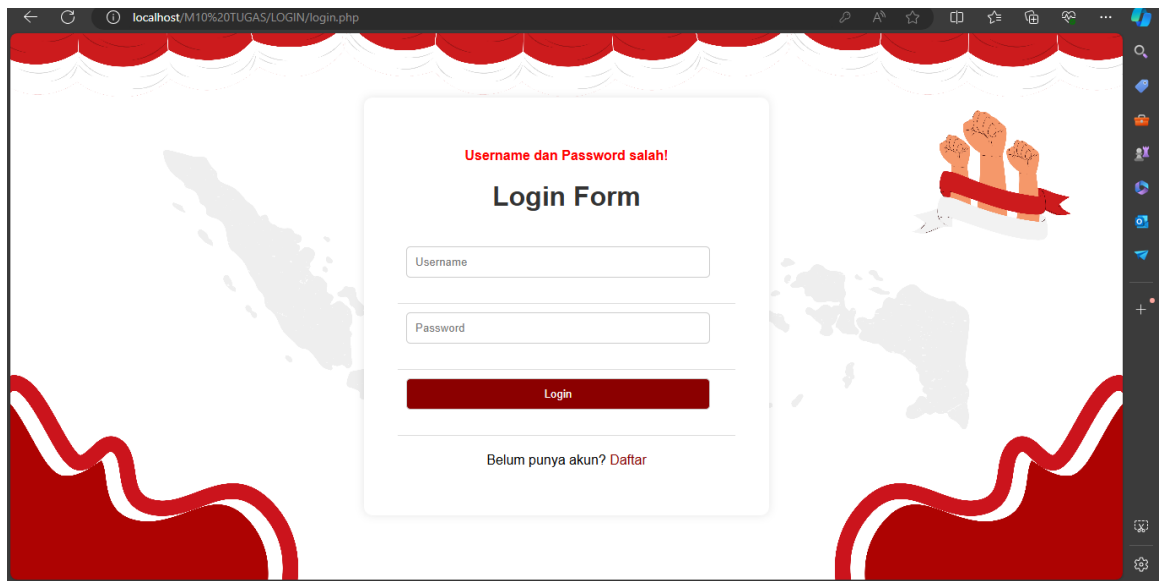 localhost/M10%20TUGAS/LOGIN/login.php
Username dan Password salah!
Login Form
Username
Password
Login
Belum punya akun? Daftar